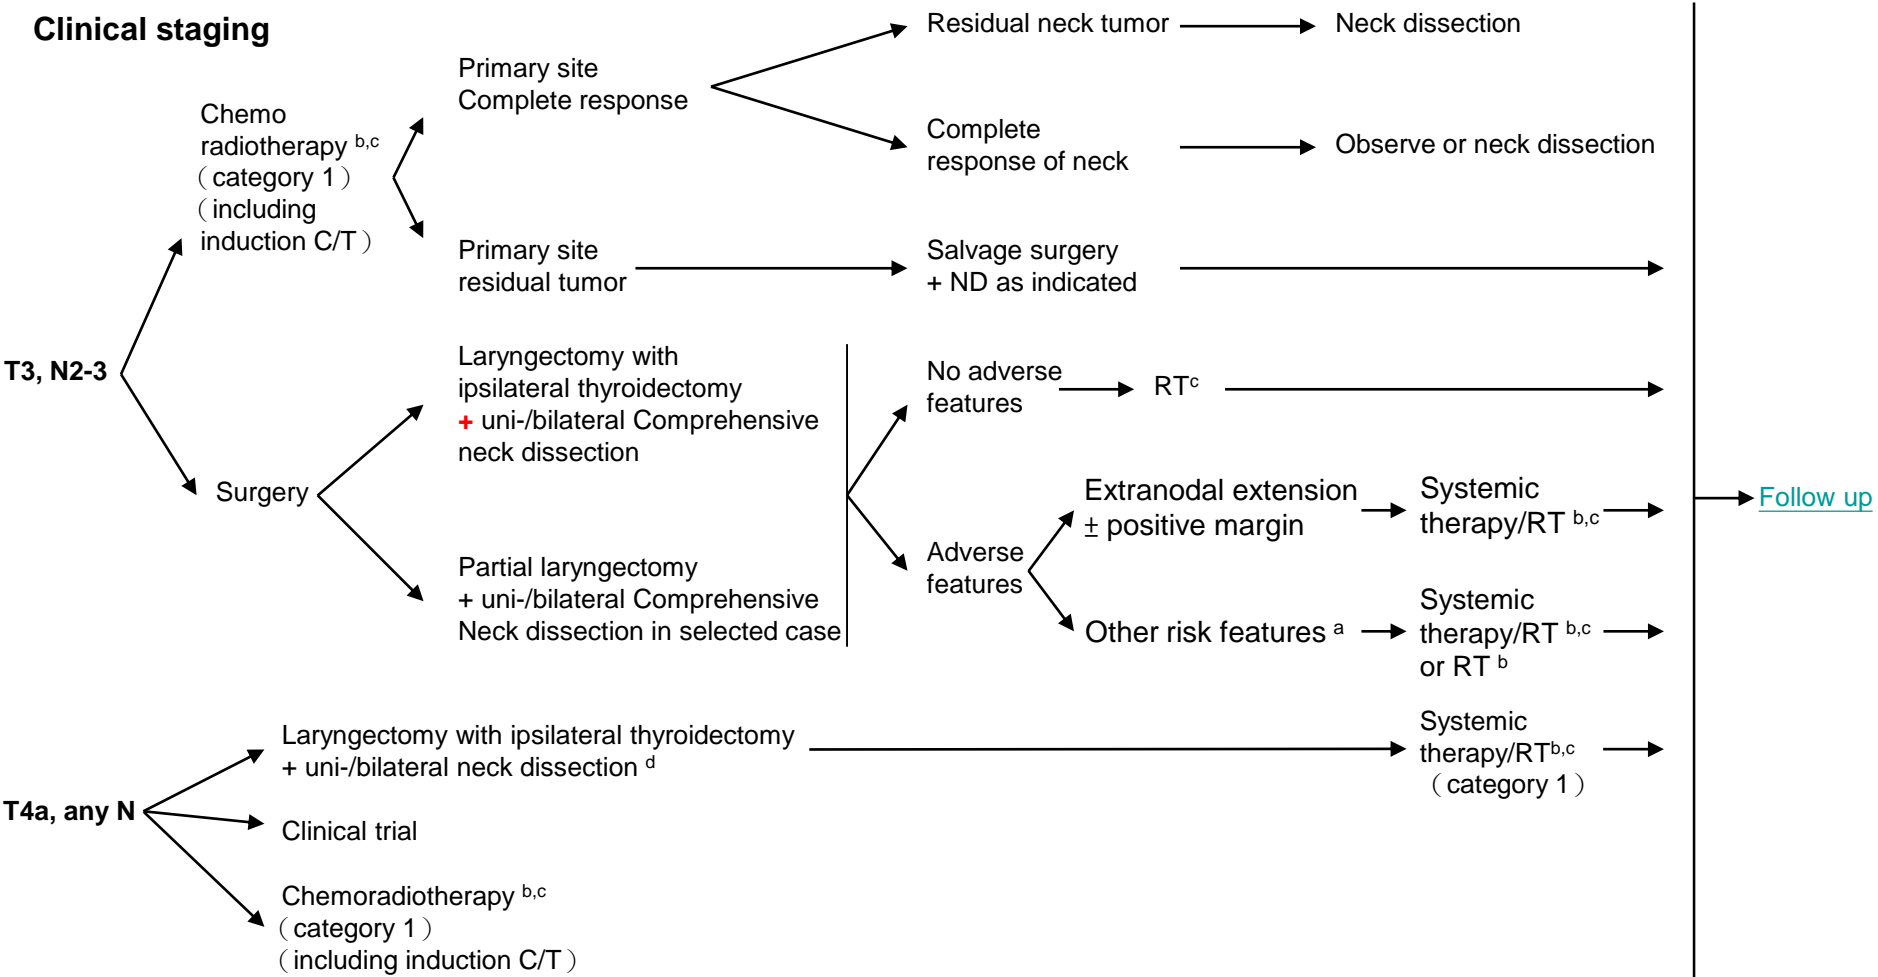 Clinical staging
T3, N2-3
Chemo
radiotherapy b,c
（category 1）
（including
induction C/T）
Primary site
Complete response
Residual neck tumor
Neck dissection
Complete
response of neck
Observe or neck dissection
Primary site
residual tumor
Salvage surgery
+ ND as indicated
Surgery
Laryngectomy with
ipsilateral thyroidectomy
+ uni-/bilateral Comprehensive
neck dissection
Partial laryngectomy
+ uni-/bilateral Comprehensive
Neck dissection in selected case
No adverse
features
RTc
Adverse
features
Extranodal extension
± positive margin
Systemic
therapy/RT b,c
Other risk features a
Systemic
therapy/RT b,c
or RT b
Follow up
T4a, any N
Laryngectomy with ipsilateral thyroidectomy
+ uni-/bilateral neck dissection d
Systemic
therapy/RTb,c
（category 1）
Clinical trial
Chemoradiotherapy b,c
（category 1）
（including induction C/T）